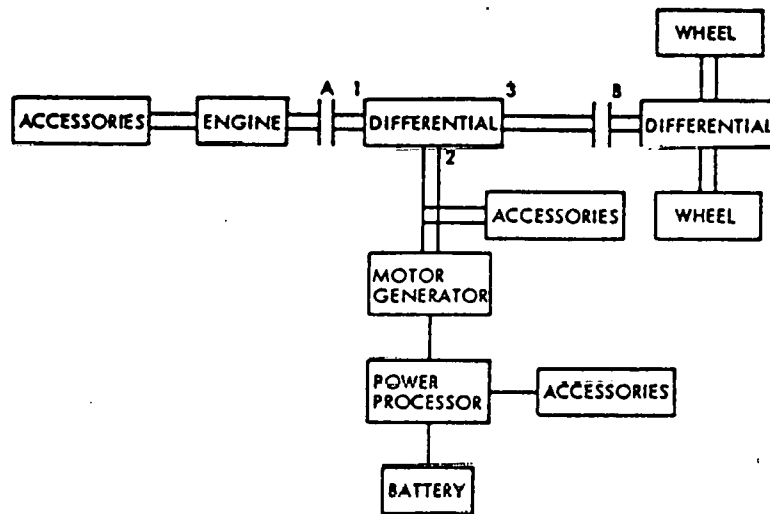 WHEEL
A 1 3 B
ACCESSORIES ENGINE DIFFERENTIAL DIFFERENTIAL
2
ACCESSORIES WHEEL
MOTOR
GENERATOR
POWER
PROCESSOR
ACCESSORIES
BATTERY